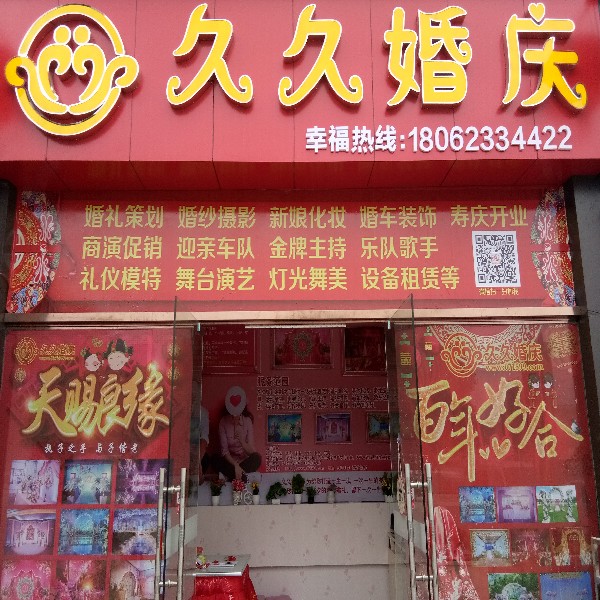 久久婚庆
幸福热线:18062334422
婚礼策划 婚纱摄影 新娘化妆 婚车装饰 寿庆开业
商演促销 迎亲车队 金牌主持 乐队歌手
礼仪模特 舞台演艺 灯光舞美 设备租赁等
久久婚庆
天赐良缘
执子之手 与子偕老
久久婚庆
百年好合